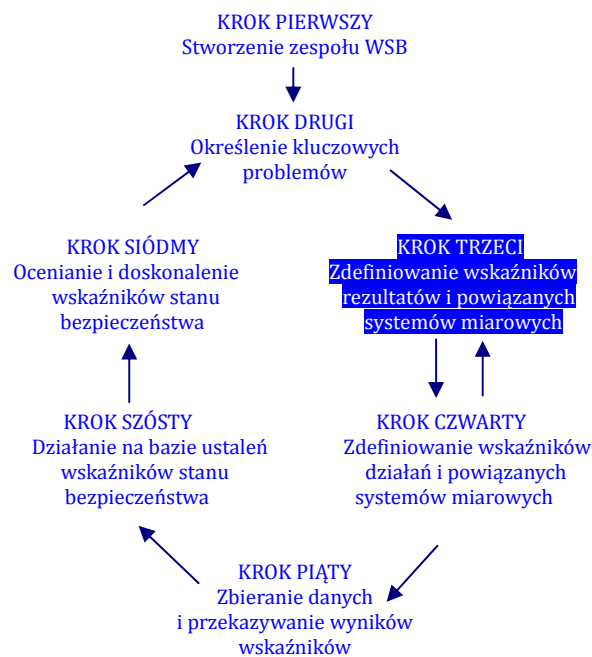 KROK PIERWSZY
Stworzenie zespołu WSB
KROK DRUGI
Określenie kluczowych
problemów
KROK TRZECI
Zdefiniowanie wskaźników
rezultatów i powiązanych
systemów miarowych
KROK CZWARTY
Zdefiniowanie wskaźników
działań i powiązanych
systemów miarowych
KROK PIĄTY
Zbieranie danych
i przekazywanie wyników
wskaźników
KROK SZÓSTY
Działanie na bazie ustaleń
wskaźników stanu
bezpieczeństwa
KROK SIÓDMY
Ocenianie i doskonalenie
wskaźników stanu
bezpieczeństwa